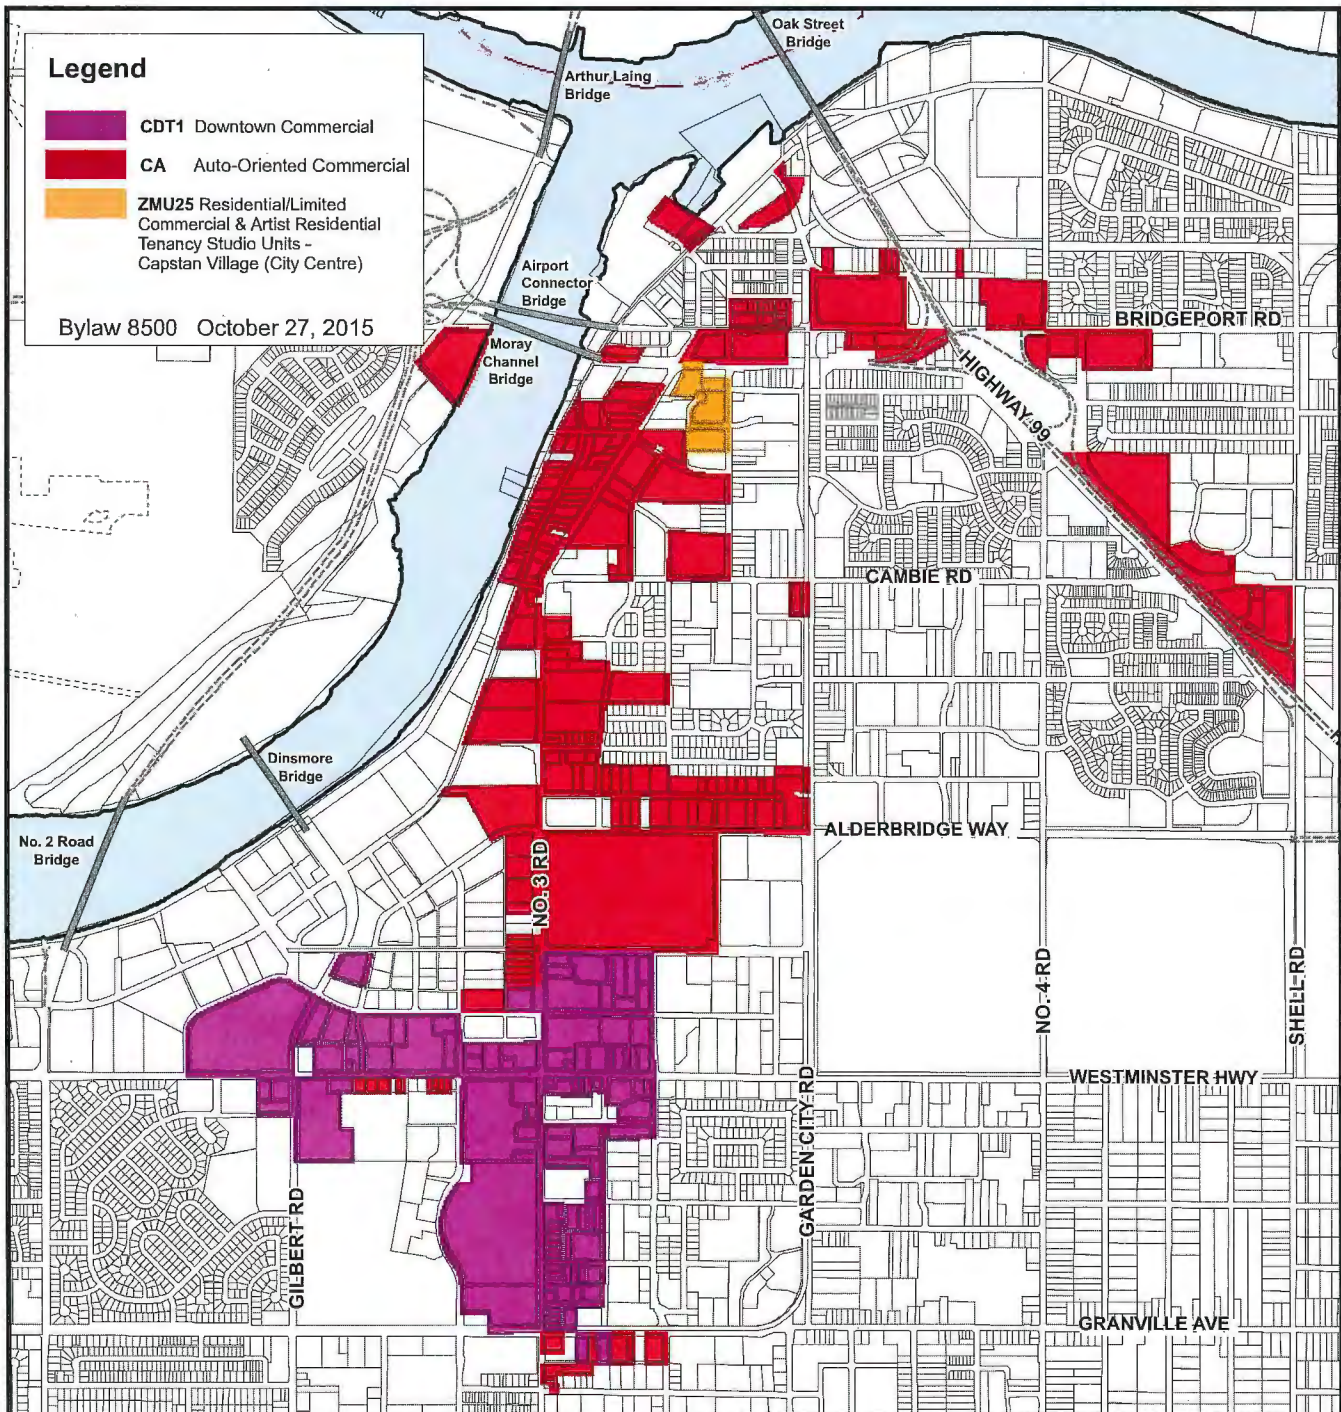 Legend
CDT1 Downtown Commercial
CA Auto-Oriented Commercial
ZMU25 Residential/Limited
Commercial & Artist Residential
Tenancy Studio Units -
Capstan Village (City Centre)
Bylaw 8500 October 27, 2015
Oak Street
Bridge
Arthur Laing
Bridge
Airport
Connector
Bridge
Moray
Channel
Bridge
BRIDGEPORT RD
HIGHWAY 99
CAMBIE RD
Dinsmore
Bridge
No. 2 Road
Bridge
ALDERBRIDGE WAY
NO. 3 RD
NO. 4 RD
SHELL RD
WESTMINSTER HWY
GARDEN CITY RD
GILBERT RD
GRANVILLE AVE